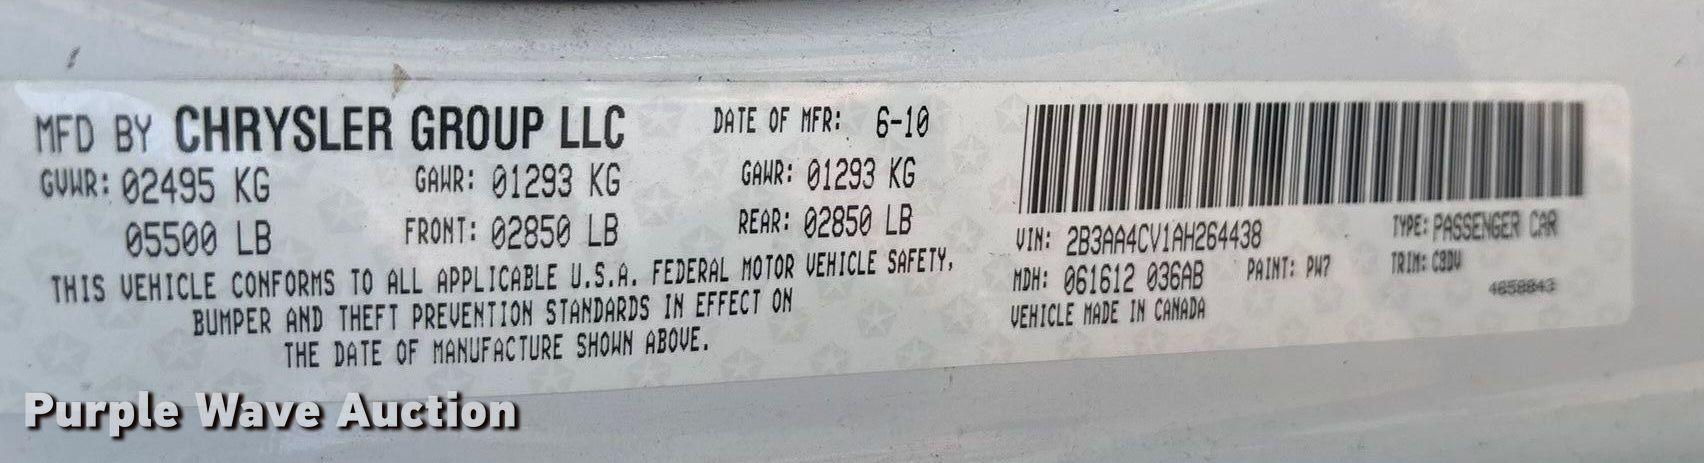 MFD BY CHRYSLER GROUP LLC
DATE OF MFR: 6-10
GVWR: 02495 KG
GAWR: 01293 KG
GAWR: 01293 KG
05500 LB
FRONT: 02850 LB
REAR: 02850 LB
THIS VEHICLE CONFORMS TO ALL APPLICABLE U.S.A. FEDERAL MOTOR VEHICLE SAFETY,
BUMPER AND THEFT PREVENTION STANDARDS IN EFFECT ON
THE DATE OF MANUFACTURE SHOWN ABOVE.
VIN: 2B3AA4CV1AH264438
TYPE: PASSENGER CAR
MDH: 061612 036AB
PAINT: PW7
TRIM: C8DV
VEHICLE MADE IN CANADA
4658843
Purple Wave Auction